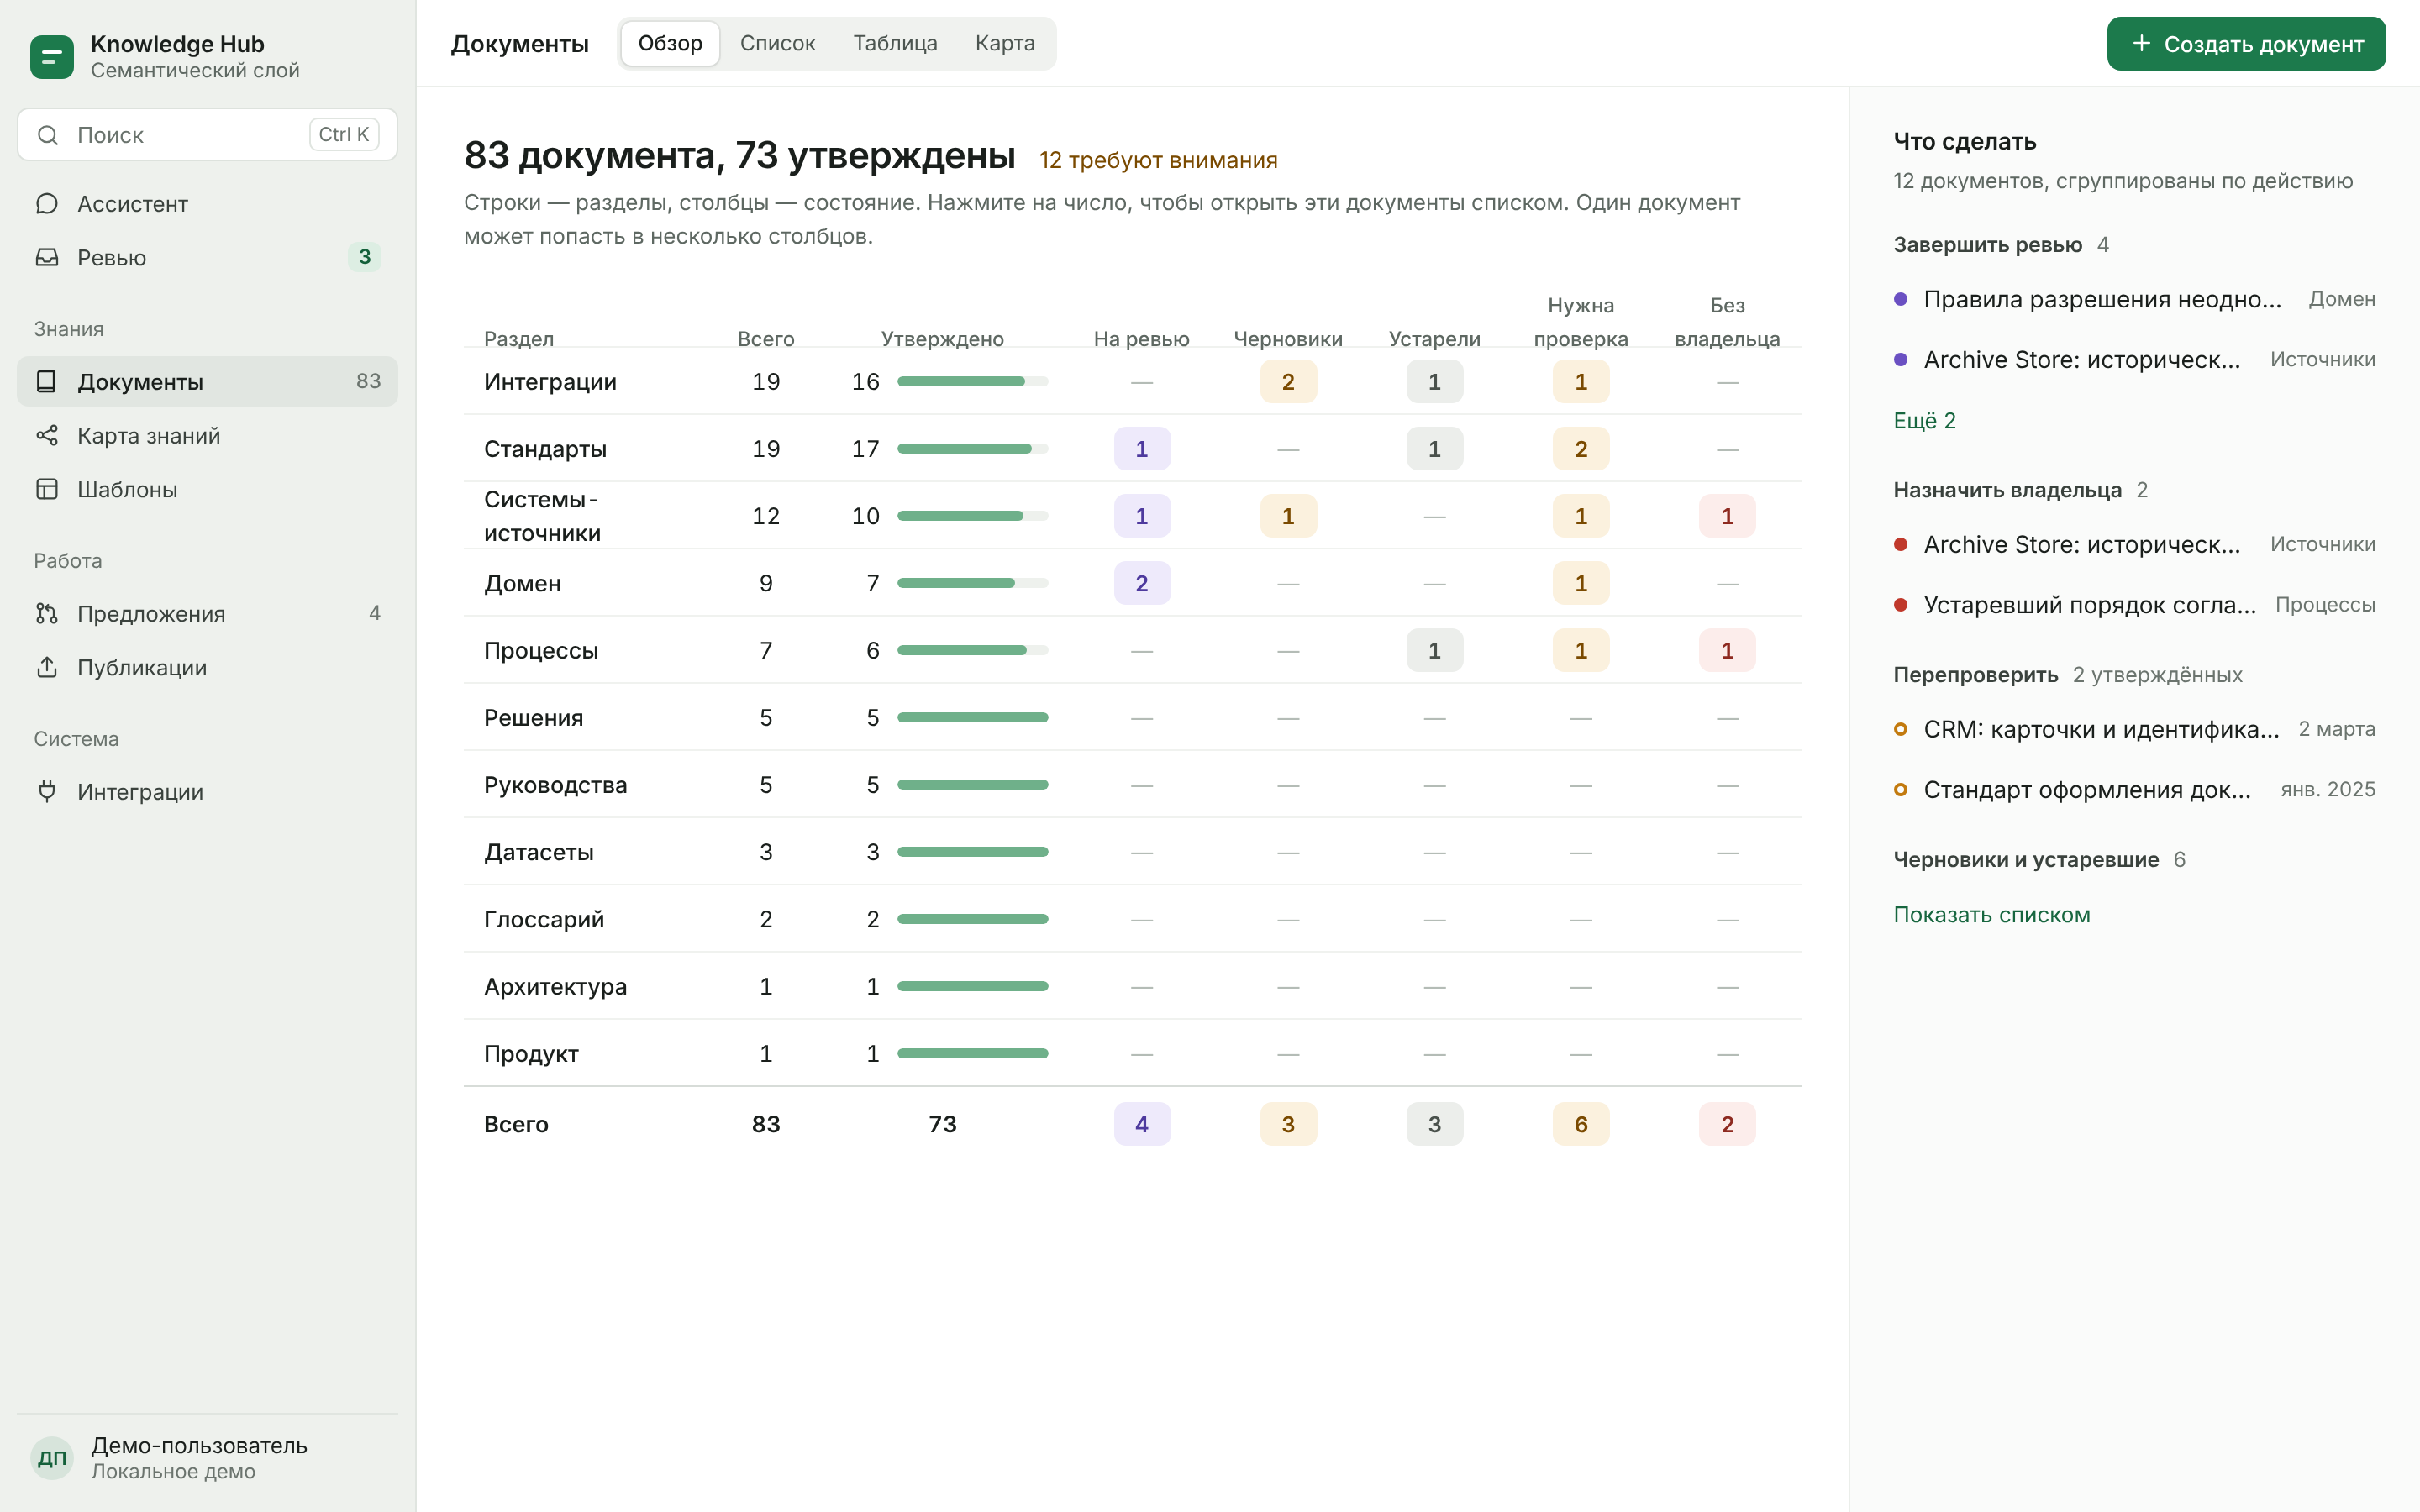 Knowledge Hub
Семантический слой
Поиск Ctrl K
Ассистент
Ревью 3
Знания
Документы 83
Карта знаний
Шаблоны
Работа
Предложения 4
Публикации
Система
Интеграции
ДП
Демо-пользователь
Локальное демо
Документы Обзор Список Таблица Карта
+ Создать документ
83 документа, 73 утверждены 12 требуют внимания
Строки — разделы, столбцы — состояние. Нажмите на число, чтобы открыть эти документы списком. Один документ
может попасть в несколько столбцов.
Раздел Всего Утверждено На ревью Черновики Устарели Нужна проверка Без владельца
Интеграции 19 16 — 2 1 1 —
Стандарты 19 17 1 — 1 2 —
Системы-
источники 12 10 1 1 — 1 1
Домен 9 7 2 — — 1 —
Процессы 7 6 — — 1 1 1
Решения 5 5 — — — — —
Руководства 5 5 — — — — —
Датасеты 3 3 — — — — —
Глоссарий 2 2 — — — — —
Архитектура 1 1 — — — — —
Продукт 1 1 — — — — —
Всего 83 73 4 3 3 6 2
Что сделать
12 документов, сгруппированы по действию
Завершить ревью 4
Правила разрешения неодно... Домен
Archive Store: историческ... Источники
Ещё 2
Назначить владельца 2
Archive Store: историческ... Источники
Устаревший порядок согла... Процессы
Перепроверить 2 утверждённых
CRM: карточки и идентифика... 2 марта
Стандарт оформления док... янв. 2025
Черновики и устаревшие 6
Показать списком